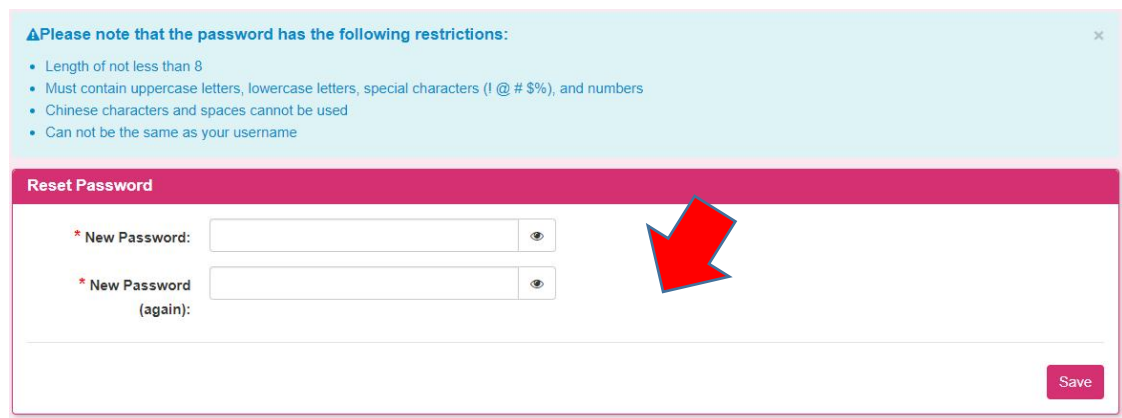 Please note that the password has the following restrictions:
×
• Length of not less than 8
• Must contain uppercase letters, lowercase letters, special characters (! @ # $%), and numbers
• Chinese characters and spaces cannot be used
• Can not be the same as your username
Reset Password
* New Password:
* New Password
(again):
Save